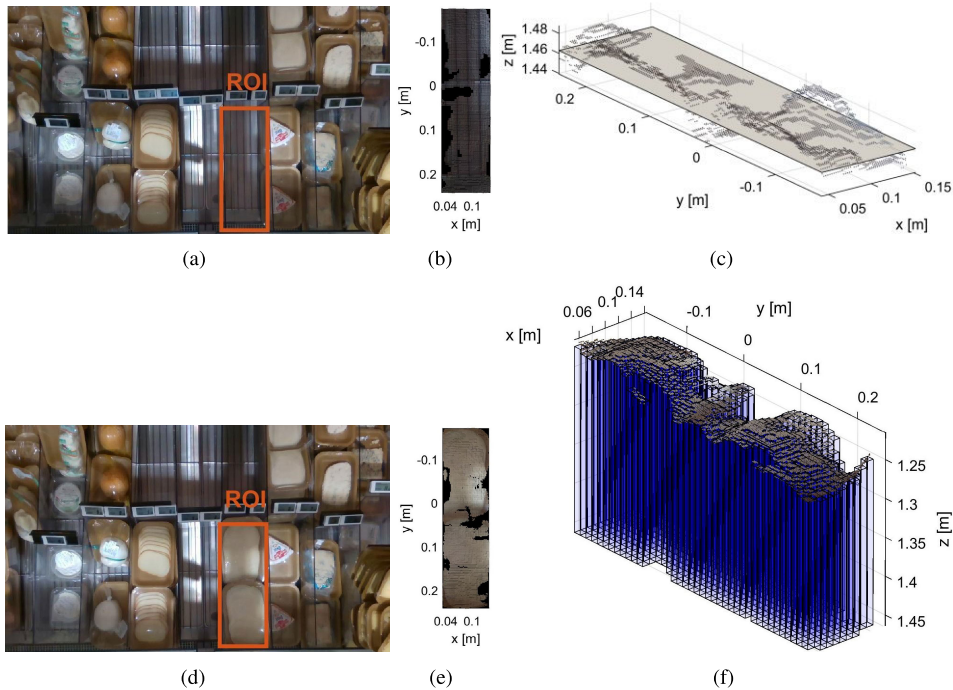 ROI
(a)
-0.1
0
0.1
0.2
y [m]
0.04 0.1
x [m]
(b)
1.48
1.46
1.44
z [m]
0.2
0.1
0
-0.1
y [m]
0.05
0.1
0.15
x [m]
(c)
ROI
(d)
-0.1
0
0.1
0.2
y [m]
0.04 0.1
x [m]
(e)
0.06 0.1 0.14
x [m]
-0.1
y [m]
0
0.1
0.2
1.25
1.3
1.35
1.4
1.45
z [m]
(f)